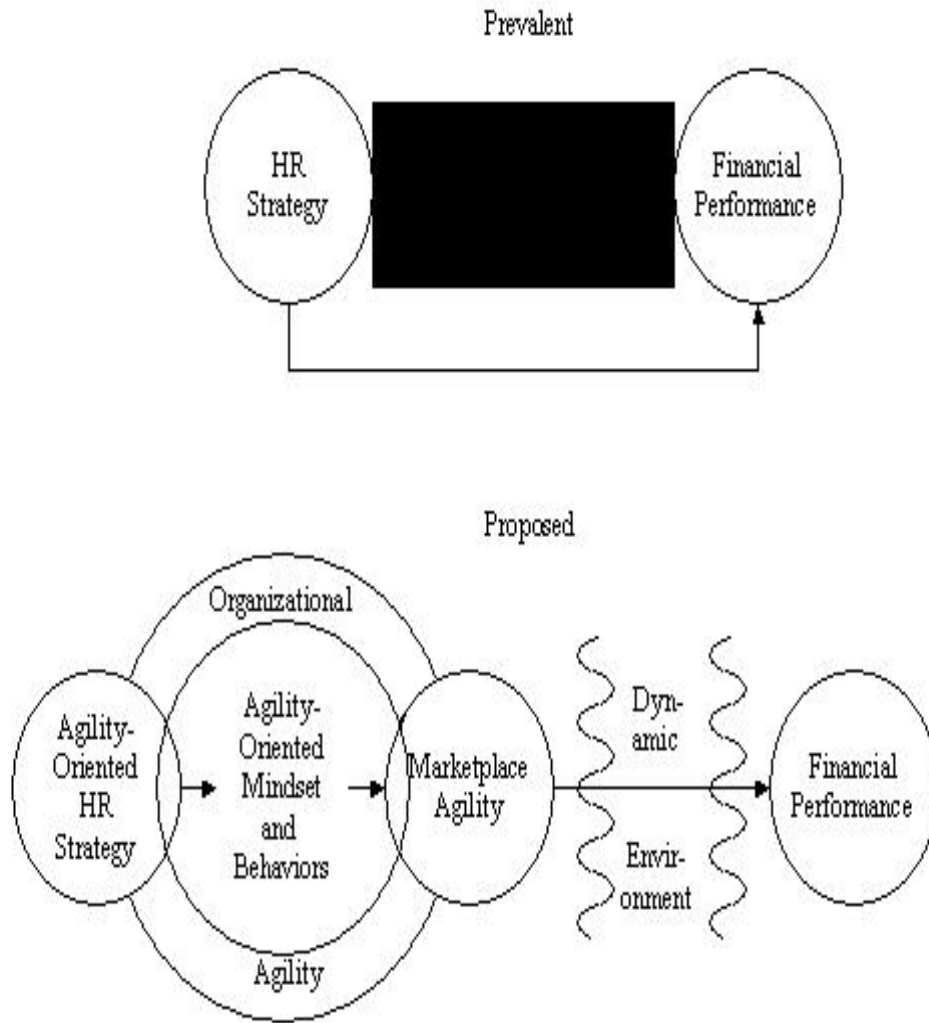 Prevalent
HR
Strategy
Financial
Performance
Proposed
Organizational
Agility-
Oriented
HR
Strategy
Agility-
Oriented
Mindset
and
Behaviors
Marketplace
Agility
Dyn-
amic
Envir-
onment
Financial
Performance
Agility